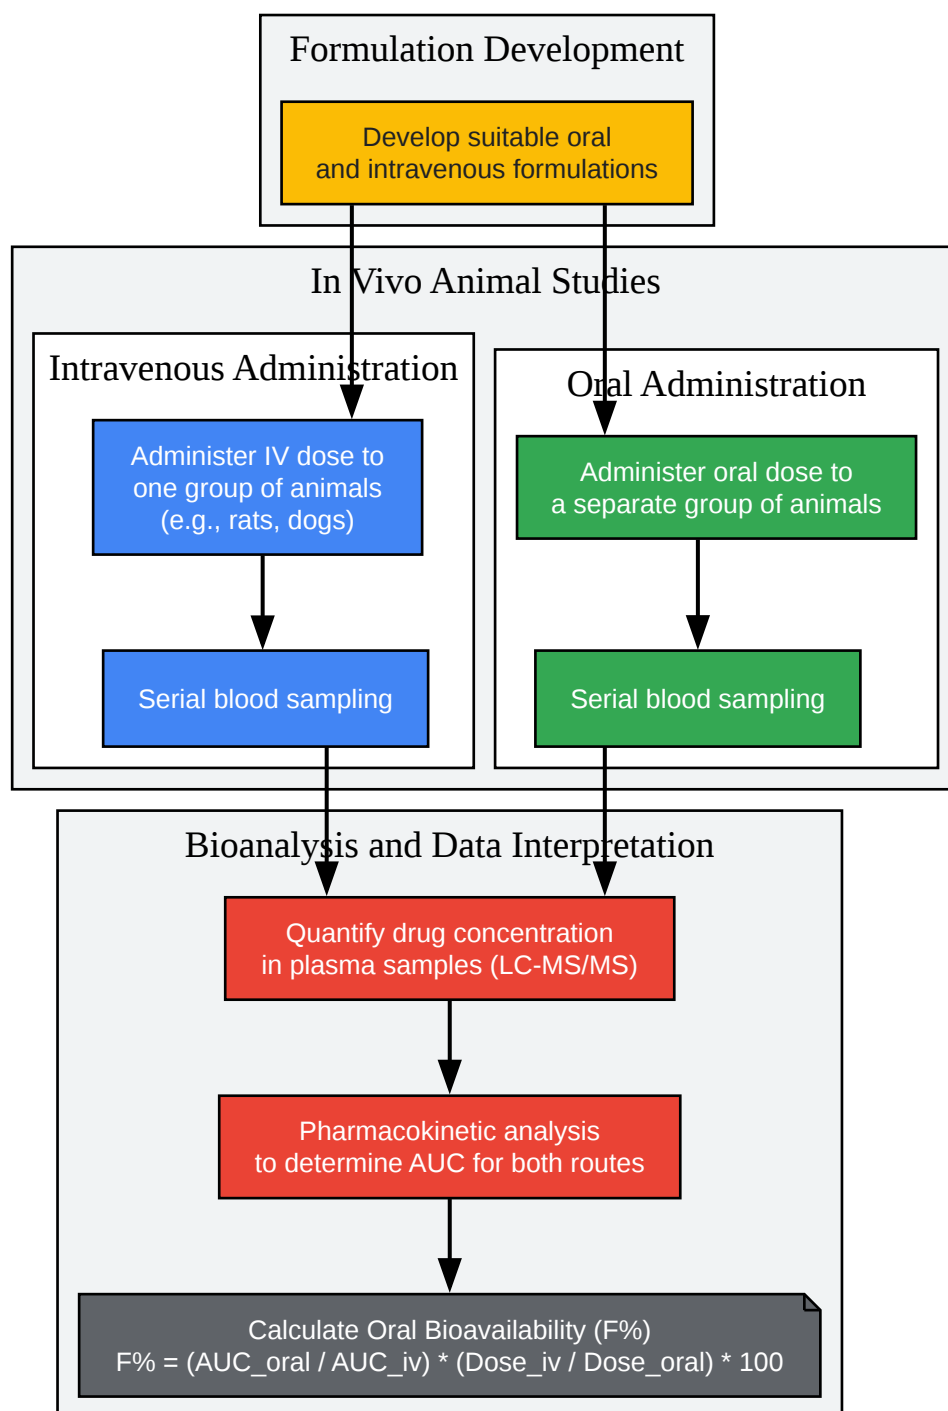 Formulation Development
Develop suitable oral
and intravenous formulations
In Vivo Animal Studies
Intravenous Administration
Administer IV dose to
one group of animals
(e.g., rats, dogs)
Serial blood sampling
Oral Administration
Administer oral dose to
a separate group of animals
Serial blood sampling
Bioanalysis and Data Interpretation
Quantify drug concentration
in plasma samples (LC-MS/MS)
Pharmacokinetic analysis
to determine AUC for both routes
Calculate Oral Bioavailability (F%)
F% = (AUC_oral / AUC_iv) * (Dose_iv / Dose_oral) * 100